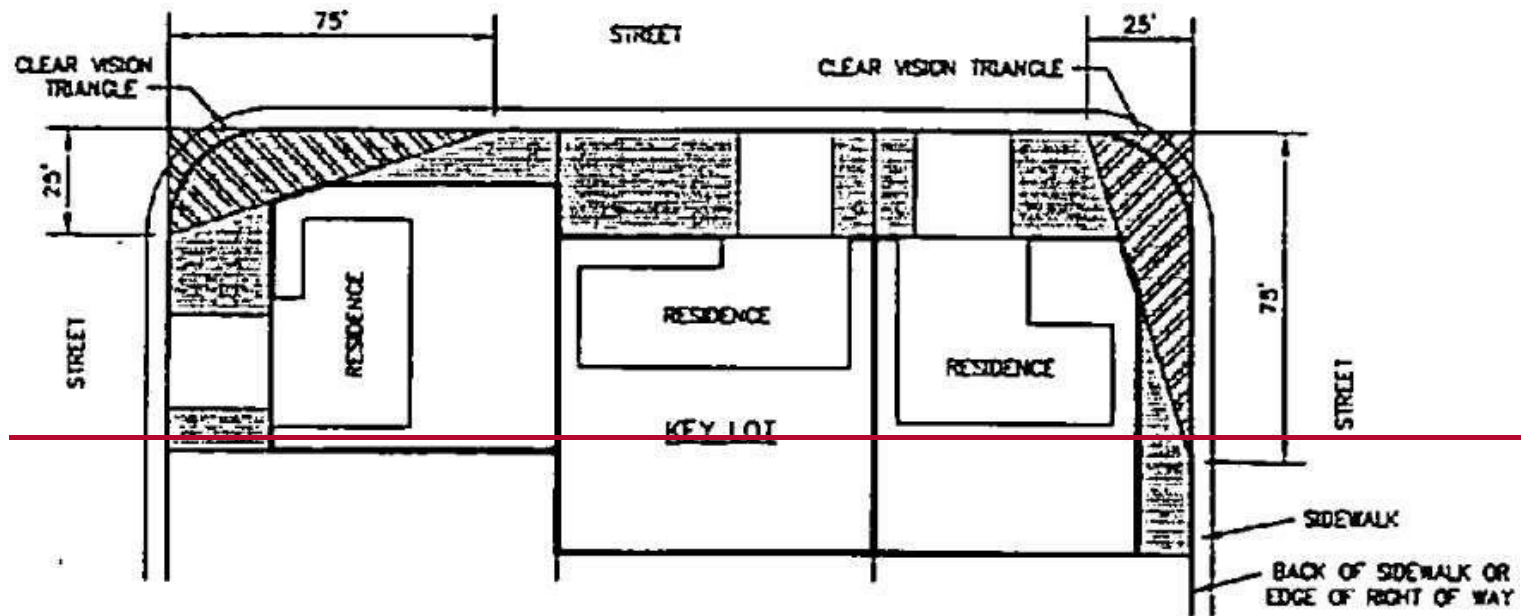 75'
STREET
25'
CLEAR VISION
TRIANGLE
CLEAR VISION TRIANGLE
25'
75'
RESIDENCE
RESIDENCE
RESIDENCE
STREET
STREET
KEY LOT
SIDEWALK
BACK OF SIDEWALK OR
EDGE OF RIGHT OF WAY